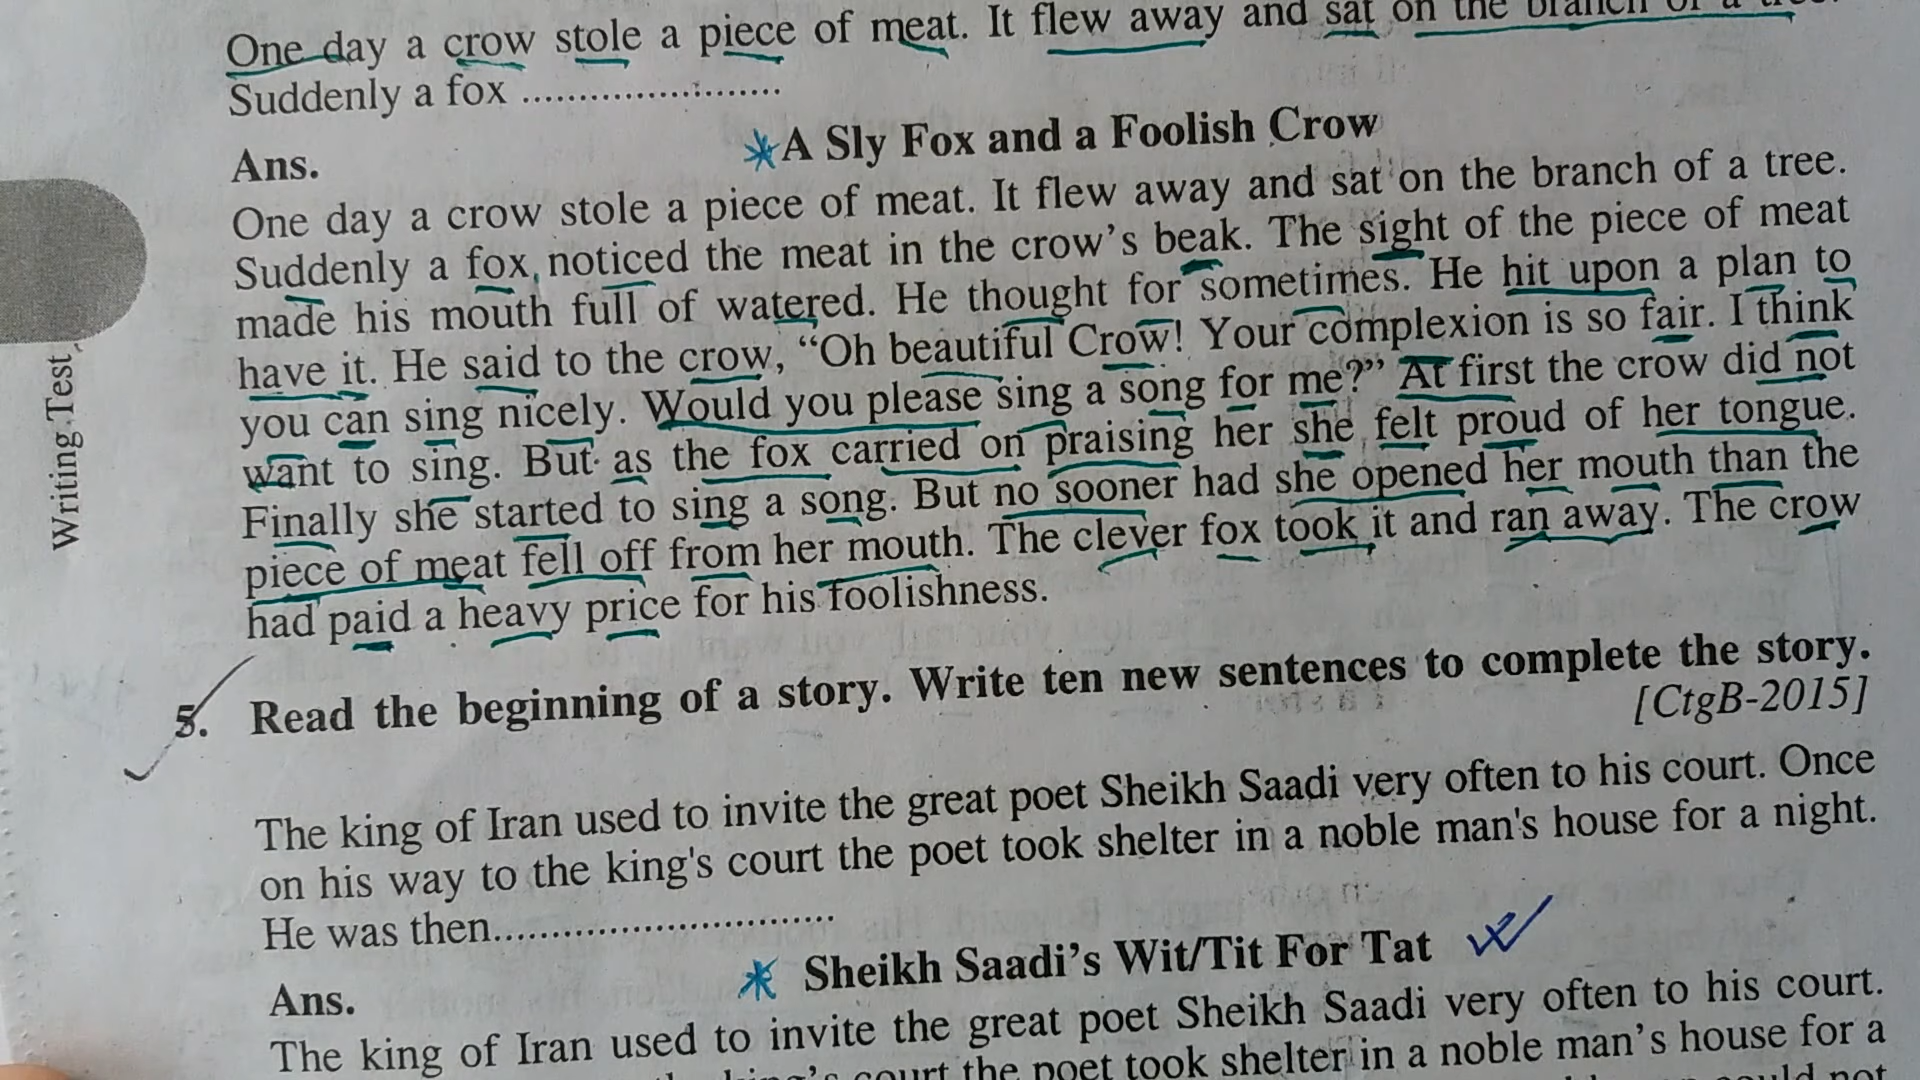 One day a crow stole a piece of meat. It flew away and sat on the branch of a tree.
Suddenly a fox ........................
Ans.
*A Sly Fox and a Foolish Crow
One day a crow stole a piece of meat. It flew away and sat on the branch of a tree.
Suddenly a fox noticed the meat in the crow's beak. The sight of the piece of meat
made his mouth full of watered. He thought for sometimes. He hit upon a plan to
have it. He said to the crow, “Oh beautiful Crow! Your complexion is so fair. I think
you can sing nicely. Would you please sing a song for me?” At first the crow did not
want to sing. But as the fox carried on praising her she felt proud of her tongue.
Finally she started to sing a song. But no sooner had she opened her mouth than the
piece of meat fell off from her mouth. The clever fox took it and ran away. The crow
had paid a heavy price for his foolishness.
Writing Test
5. Read the beginning of a story. Write ten new sentences to complete the story.
[CtgB-2015]
The king of Iran used to invite the great poet Sheikh Saadi very often to his court. Once
on his way to the king's court the poet took shelter in a noble man's house for a night.
He was then..............................
* Sheikh Saadi's Wit/Tit For Tat
Ans.
The king of Iran used to invite the great poet Sheikh Saadi very often to his court.
king's court the poet took shelter in a noble man's house for a
not